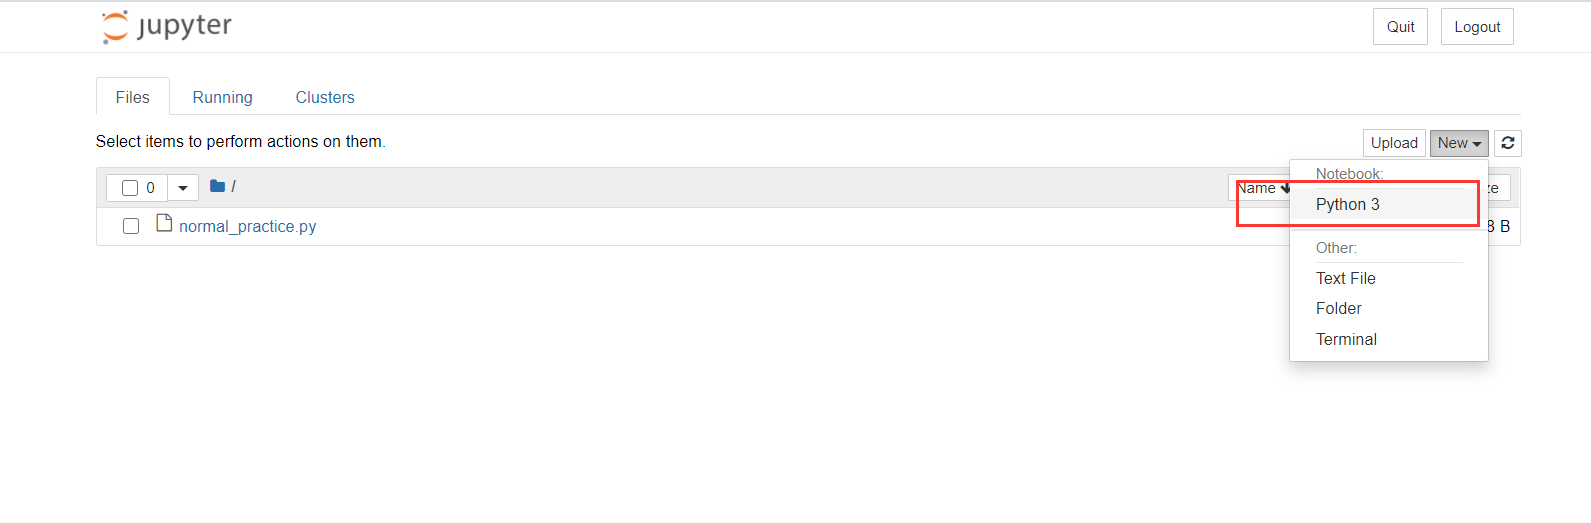 jupyter
Quit
Logout
Files
Running
Clusters
Select items to perform actions on them.
Upload
New
0
/
Name
Notebook:
Python 3
normal_practice.py
8 B
Other:
Text File
Folder
Terminal